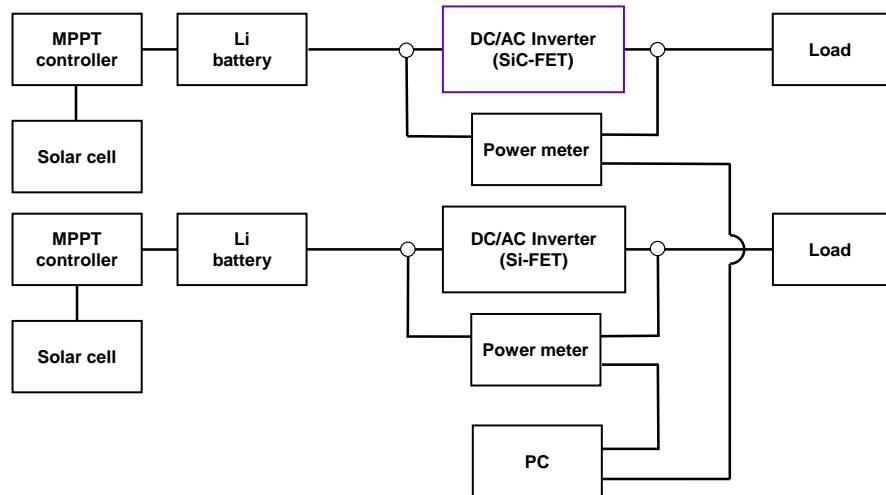 MPPT
controller
Li
battery
DC/AC Inverter
(SiC-FET)
Load
Solar cell
Power meter
MPPT
controller
Li
battery
DC/AC Inverter
(Si-FET)
Load
Solar cell
Power meter
PC